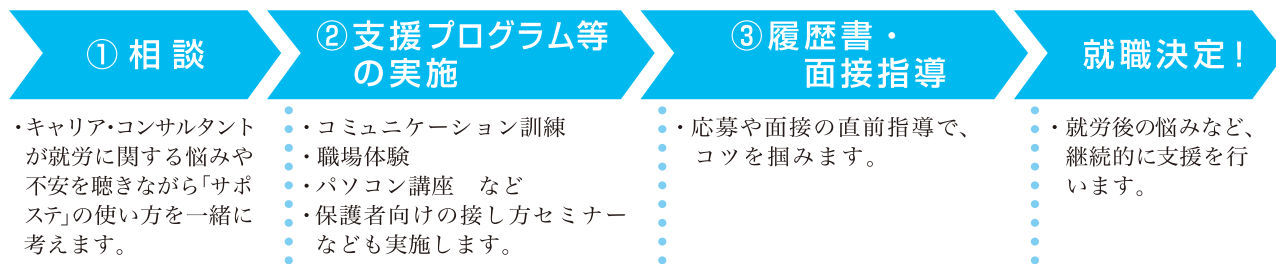 ① 相 談
・キャリア・コンサルタント
が就労に関する悩みや
不安を聴きながら「サポ
ステ」の使い方を一緒に
考えます。
②支援プログラム等
の実施
・コミュニケーション訓練
・職場体験
・パソコン講座　など
・保護者向けの接し方セミナー
なども実施します。
③履歴書・
面接指導
・応募や面接の直前指導で、
コツを掴みます。
就職決定！
・就労後の悩みなど、
継続的に支援を行
います。